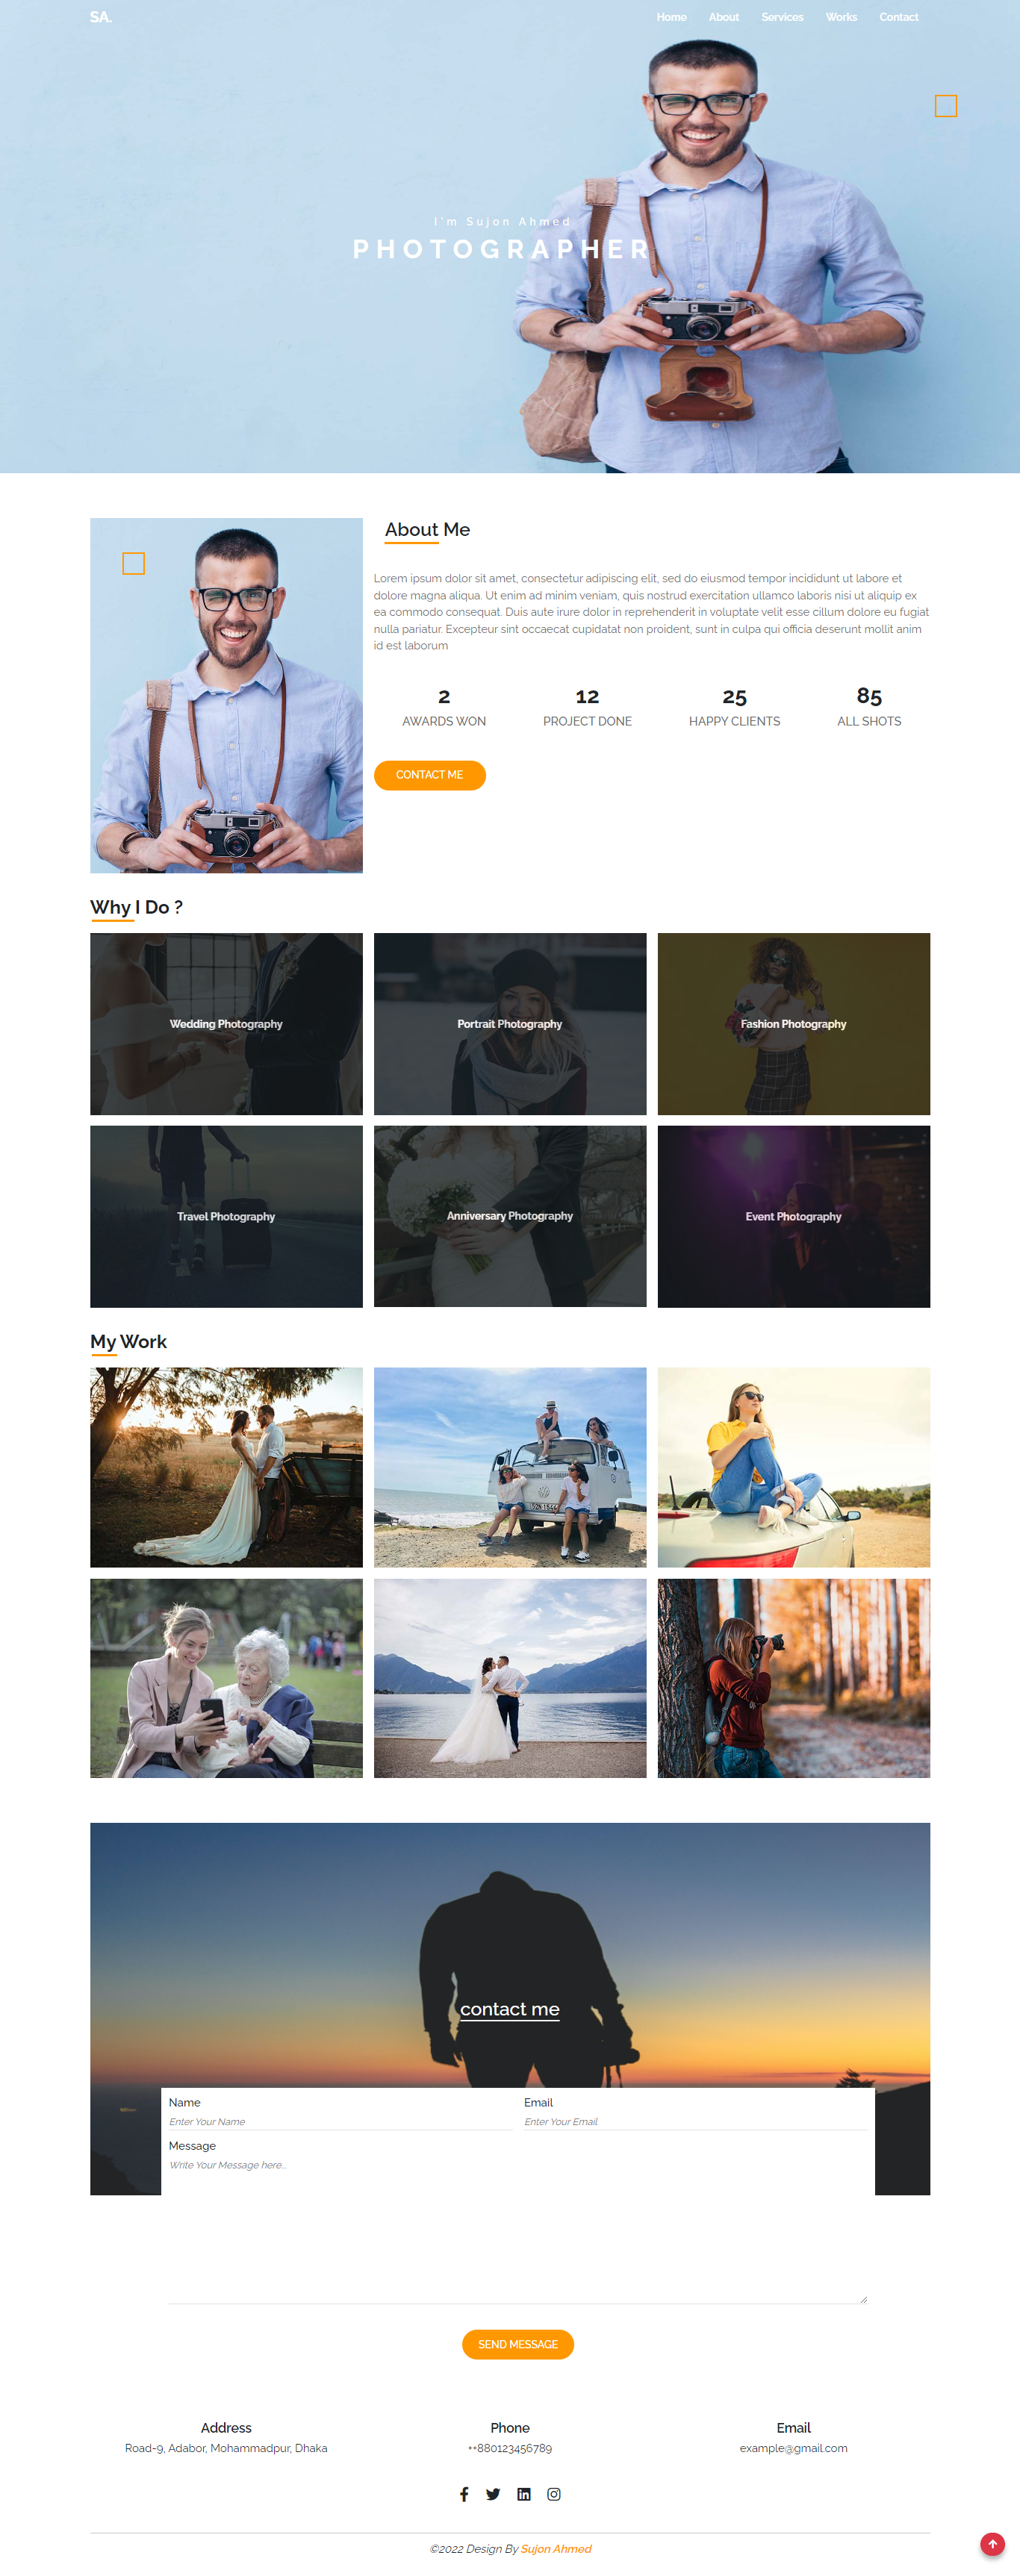 SA.
Home About Services Works Contact
I'm Sujon Ahmed
PHOTOGRAPHER
About Me
Lorem ipsum dolor sit amet, consectetur adipiscing elit, sed do eiusmod tempor incididunt ut labore et
dolore magna aliqua. Ut enim ad minim veniam, quis nostrud exercitation ullamco laboris nisi ut aliquip ex
ea commodo consequat. Duis aute irure dolor in reprehenderit in voluptate velit esse cillum dolore eu fugiat
nulla pariatur. Excepteur sint occaecat cupidatat non proident, sunt in culpa qui officia deserunt mollit anim
id est laborum
2 12 25 85
AWARDS WON PROJECT DONE HAPPY CLIENTS ALL SHOTS
CONTACT ME
Why I Do ?
Wedding Photography Portrait Photography Fashion Photography
Travel Photography Anniversary Photography Event Photography
My Work
contact me
Name Email
Enter Your Name Enter Your Email
Message
Write Your Message here...
SEND MESSAGE
Address Phone Email
Road-9, Adabor, Mohammadpur, Dhaka ++880123456789 example@gmail.com
©2022 Design By Sujon Ahmed